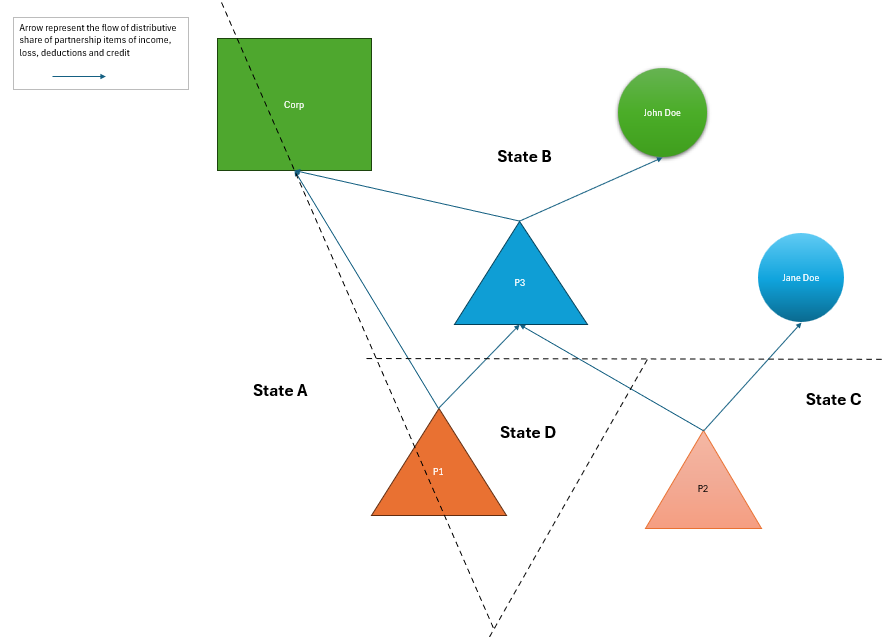 Arrow represent the flow of distributive
share of partnership items of income,
loss, deductions and credit
Corp
John Doe
State B
Jane Doe
P3
State A
State C
State D
P1
P2